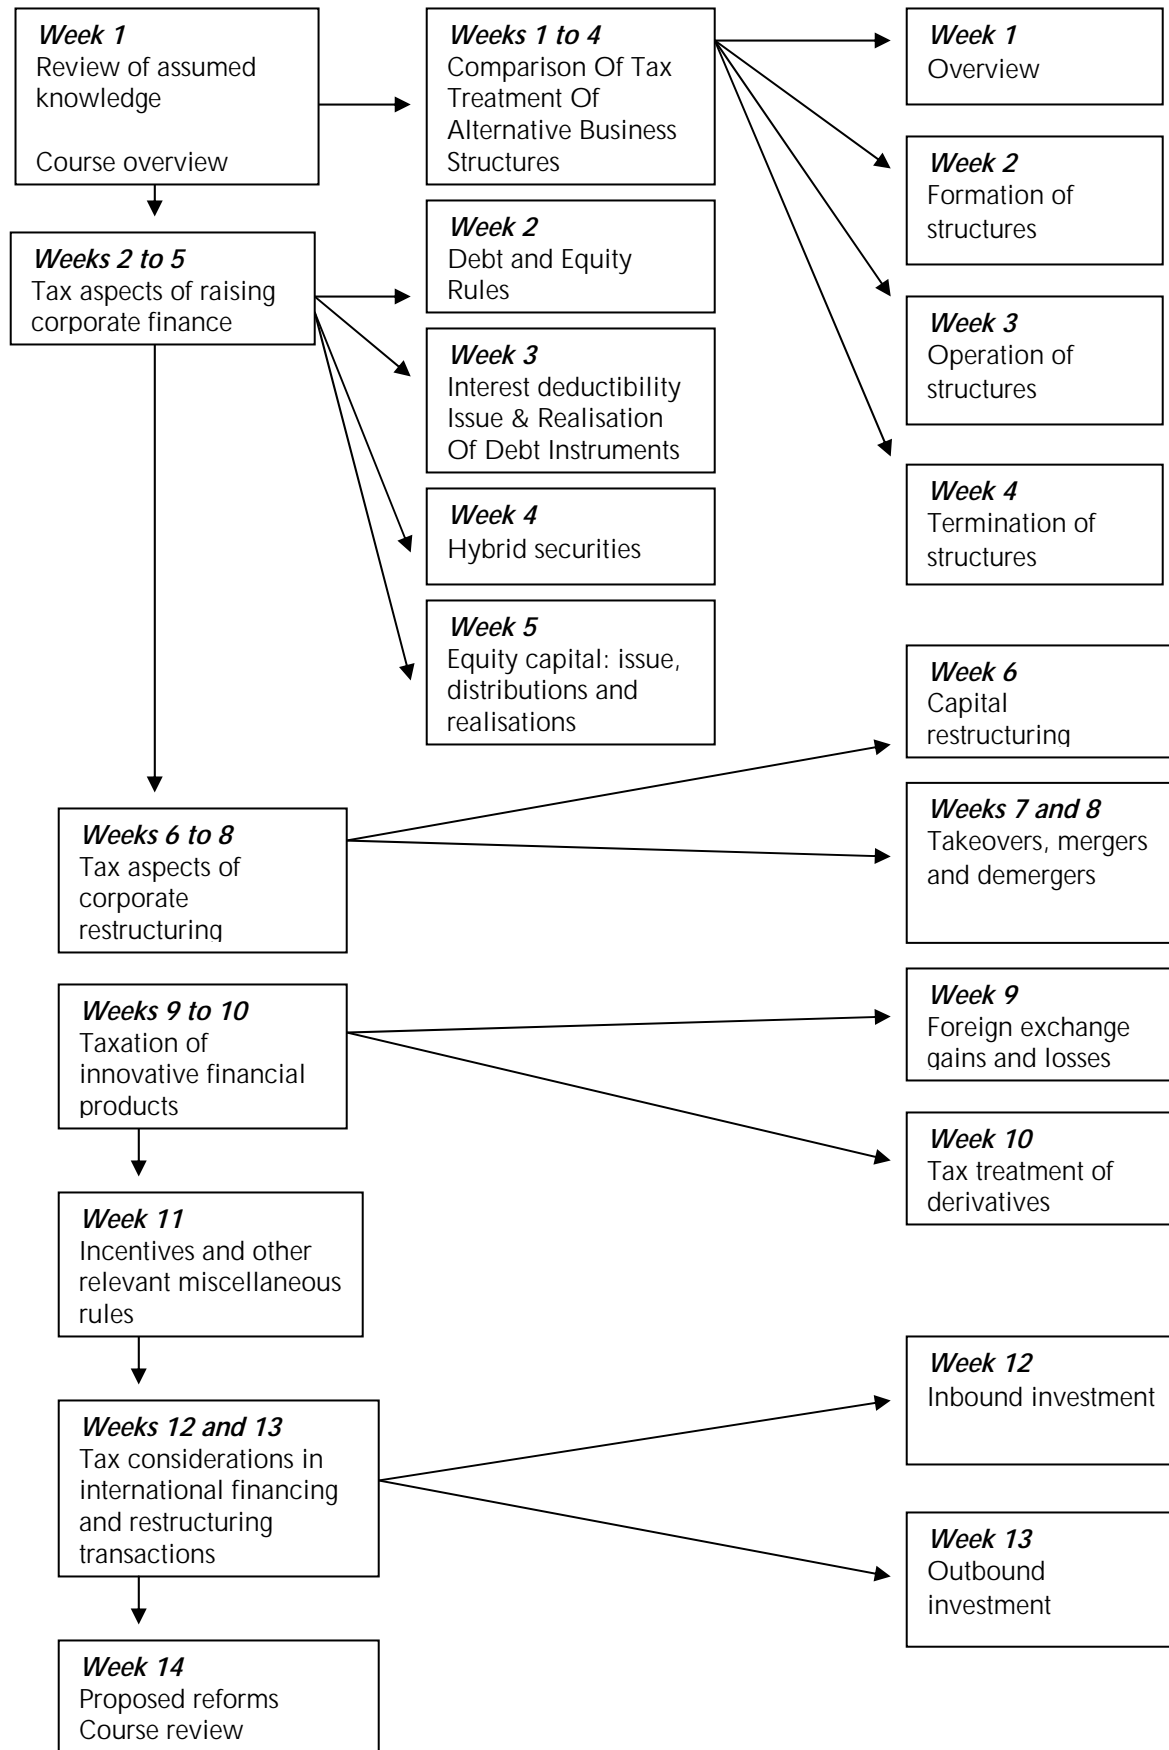 Week 1
Review of assumed
knowledge
Course overview
Weeks 1 to 4
Comparison Of Tax
Treatment Of
Alternative Business
Structures
Week 1
Overview
Week 2
Formation of
structures
Week 3
Operation of
structures
Week 4
Termination of
structures
Weeks 2 to 5
Tax aspects of raising
corporate finance
Week 2
Debt and Equity
Rules
Week 3
Interest deductibility
Issue & Realisation
Of Debt Instruments
Week 4
Hybrid securities
Week 5
Equity capital: issue,
distributions and
realisations
Weeks 6 to 8
Tax aspects of
corporate
restructuring
Week 6
Capital
restructuring
Weeks 7 and 8
Takeovers, mergers
and demergers
Weeks 9 to 10
Taxation of
innovative financial
products
Week 9
Foreign exchange
gains and losses
Week 10
Tax treatment of
derivatives
Week 11
Incentives and other
relevant miscellaneous
rules
Weeks 12 and 13
Tax considerations in
international financing
and restructuring
transactions
Week 12
Inbound investment
Week 13
Outbound
investment
Week 14
Proposed reforms
Course review